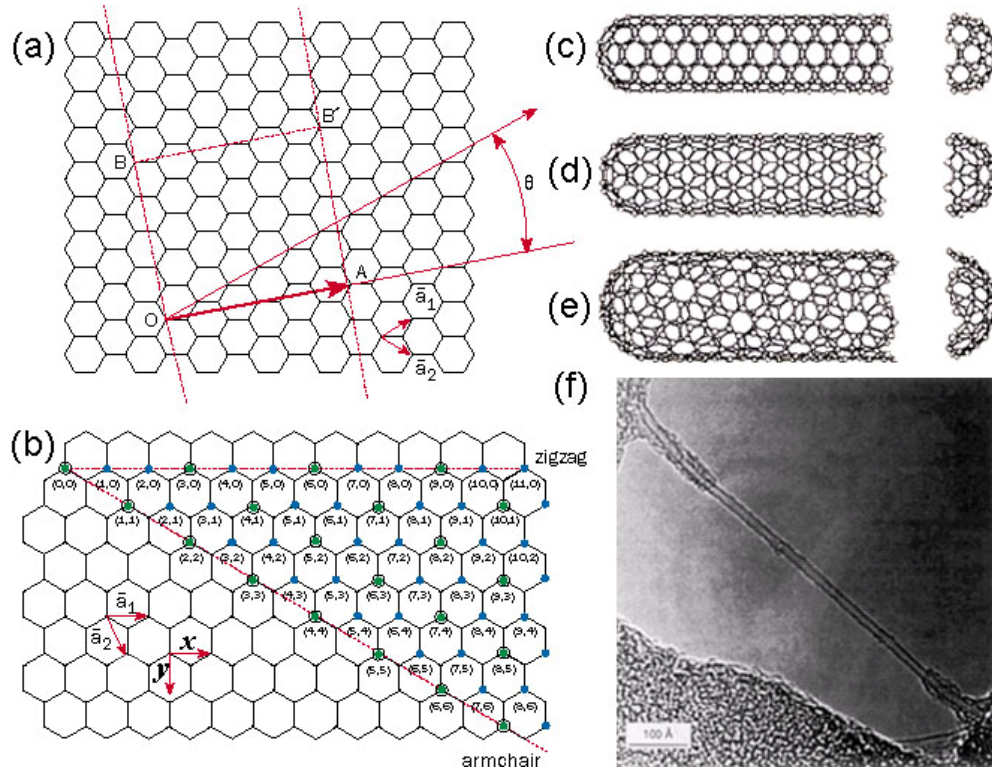 (a)
B′
B
θ
A
O
ā₁
ā₂
(b)
zigzag
(0,0) (1,0) (2,0) (3,0) (4,0) (5,0) (6,0) (7,0) (8,0) (9,0) (10,0) (11,0)
(1,1) (2,1) (3,1) (4,1) (5,1) (6,1) (7,1) (8,1) (9,1) (10,1)
(2,2) (3,2) (4,2) (5,2) (6,2) (7,2) (8,2) (9,2) (10,2)
(3,3) (4,3) (5,3) (6,3) (7,3) (8,3) (9,3)
ā₁
(4,4) (5,4) (6,4) (7,4) (8,4) (9,4)
ā₂
x
y
(5,5) (6,5) (7,5) (8,5)
(6,6) (7,6) (8,6)
armchair
(c)
(d)
(e)
(f)
100 Å